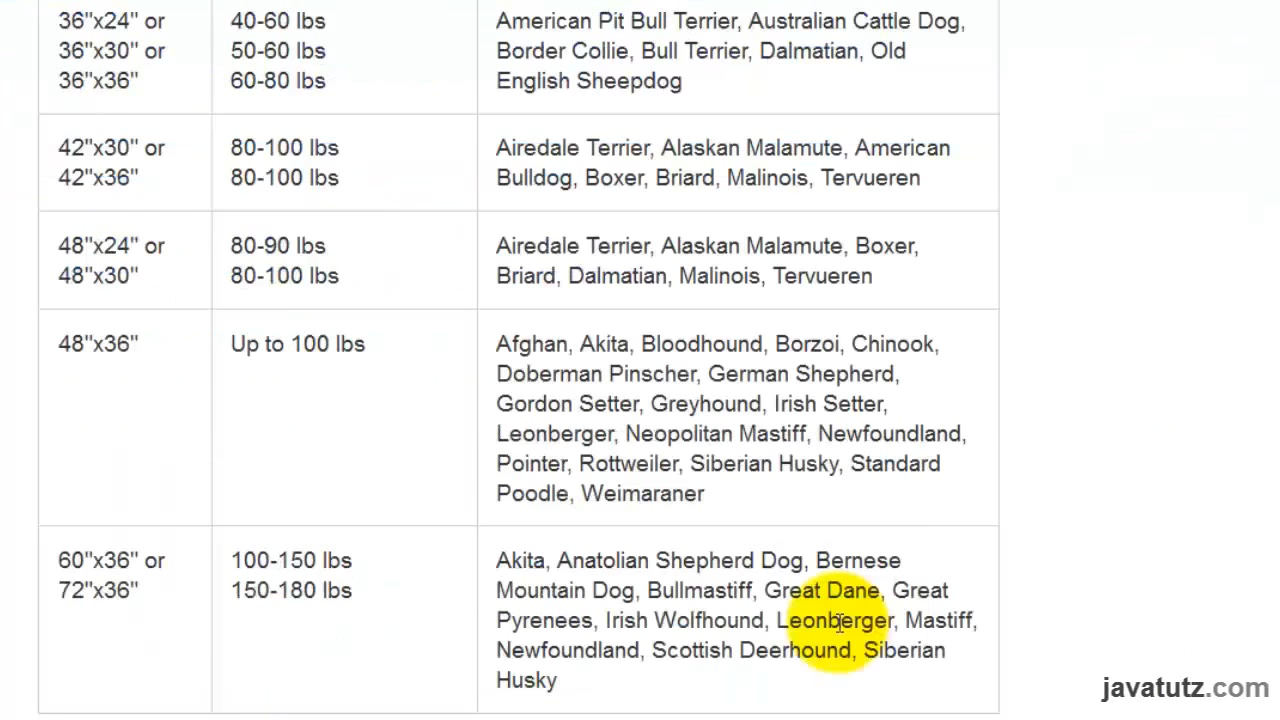 36"x24" or
36"x30" or
36"x36"
40-60 lbs
50-60 lbs
60-80 lbs
American Pit Bull Terrier, Australian Cattle Dog,
Border Collie, Bull Terrier, Dalmatian, Old
English Sheepdog
42"x30" or
42"x36"
80-100 lbs
80-100 lbs
Airedale Terrier, Alaskan Malamute, American
Bulldog, Boxer, Briard, Malinois, Tervueren
48"x24" or
48"x30"
80-90 lbs
80-100 lbs
Airedale Terrier, Alaskan Malamute, Boxer,
Briard, Dalmatian, Malinois, Tervueren
48"x36"
Up to 100 lbs
Afghan, Akita, Bloodhound, Borzoi, Chinook,
Doberman Pinscher, German Shepherd,
Gordon Setter, Greyhound, Irish Setter,
Leonberger, Neopolitan Mastiff, Newfoundland,
Pointer, Rottweiler, Siberian Husky, Standard
Poodle, Weimaraner
60"x36" or
72"x36"
100-150 lbs
150-180 lbs
Akita, Anatolian Shepherd Dog, Bernese
Mountain Dog, Bullmastiff, Great Dane, Great
Pyrenees, Irish Wolfhound, Leonberger, Mastiff,
Newfoundland, Scottish Deerhound, Siberian
Husky
javatutz.com